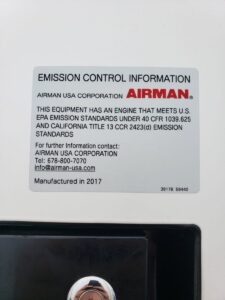 EMISSION CONTROL INFORMATION
AIRMAN USA CORPORATION AIRMAN®
THIS EQUIPMENT HAS AN ENGINE THAT MEETS U.S.
EPA EMISSION STANDARDS UNDER 40 CFR 1039.625
AND CALIFORNIA TITLE 13 CCR 2423(d) EMISSION
STANDARDS
For further Information contact:
AIRMAN USA CORPORATION
Tel: 678-800-7070
info@airman-usa.com
Manufactured in 2017
39178 59440